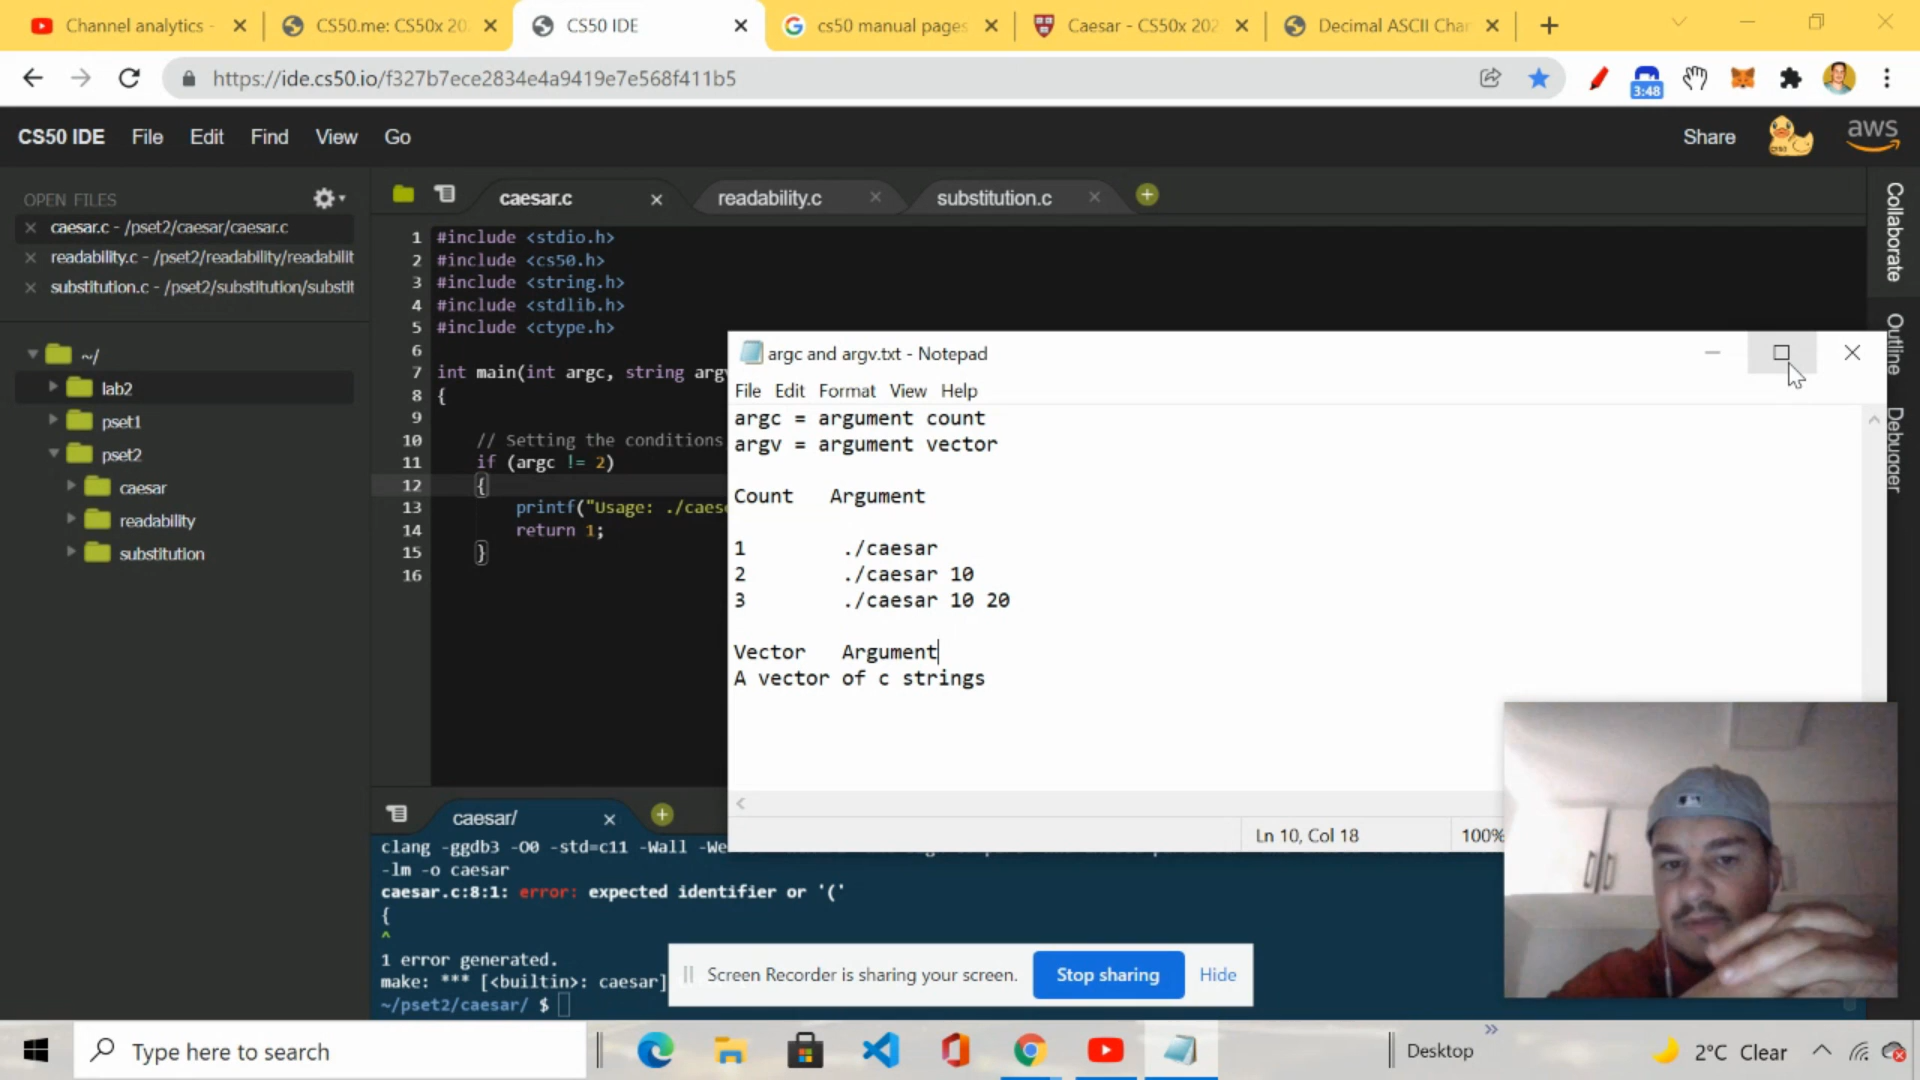 Channel analytics -
CS50.me: CS50x 20
CS50 IDE
cs50 manual pages
Caesar - CS50x 202
Decimal ASCII Char
https://ide.cs50.io/f327b7ece2834e4a9419e7e568f411b5
3:48
CS50 IDE File Edit Find View Go
Share
aws
OPEN FILES
caesar.c - /pset2/caesar/caesar.c
readability.c - /pset2/readability/readabilit
substitution.c - /pset2/substitution/substit
~/
lab2
pset1
pset2
caesar
readability
substitution
caesar.c
readability.c
substitution.c
1 #include <stdio.h>
2 #include <cs50.h>
3 #include <string.h>
4 #include <stdlib.h>
5 #include <ctype.h>
6
7 int main(int argc, string arg
8 {
9
10 // Setting the conditions
11 if (argc != 2)
12 {
13 printf("Usage: ./caes
14 return 1;
15 }
16
argc and argv.txt - Notepad
File Edit Format View Help
argc = argument count
argv = argument vector
Count Argument
1 ./caesar
2 ./caesar 10
3 ./caesar 10 20
Vector Argument
A vector of c strings
Ln 10, Col 18
100%
Collaborate
Outline
Debugger
caesar/
clang -ggdb3 -O0 -std=c11 -Wall -We
-lm -o caesar
caesar.c:8:1: error: expected identifier or '('
{
^
1 error generated.
make: *** [<builtin>: caesar]
~/pset2/caesar/ $
Screen Recorder is sharing your screen.
Stop sharing
Hide
Type here to search
Desktop
2°C Clear